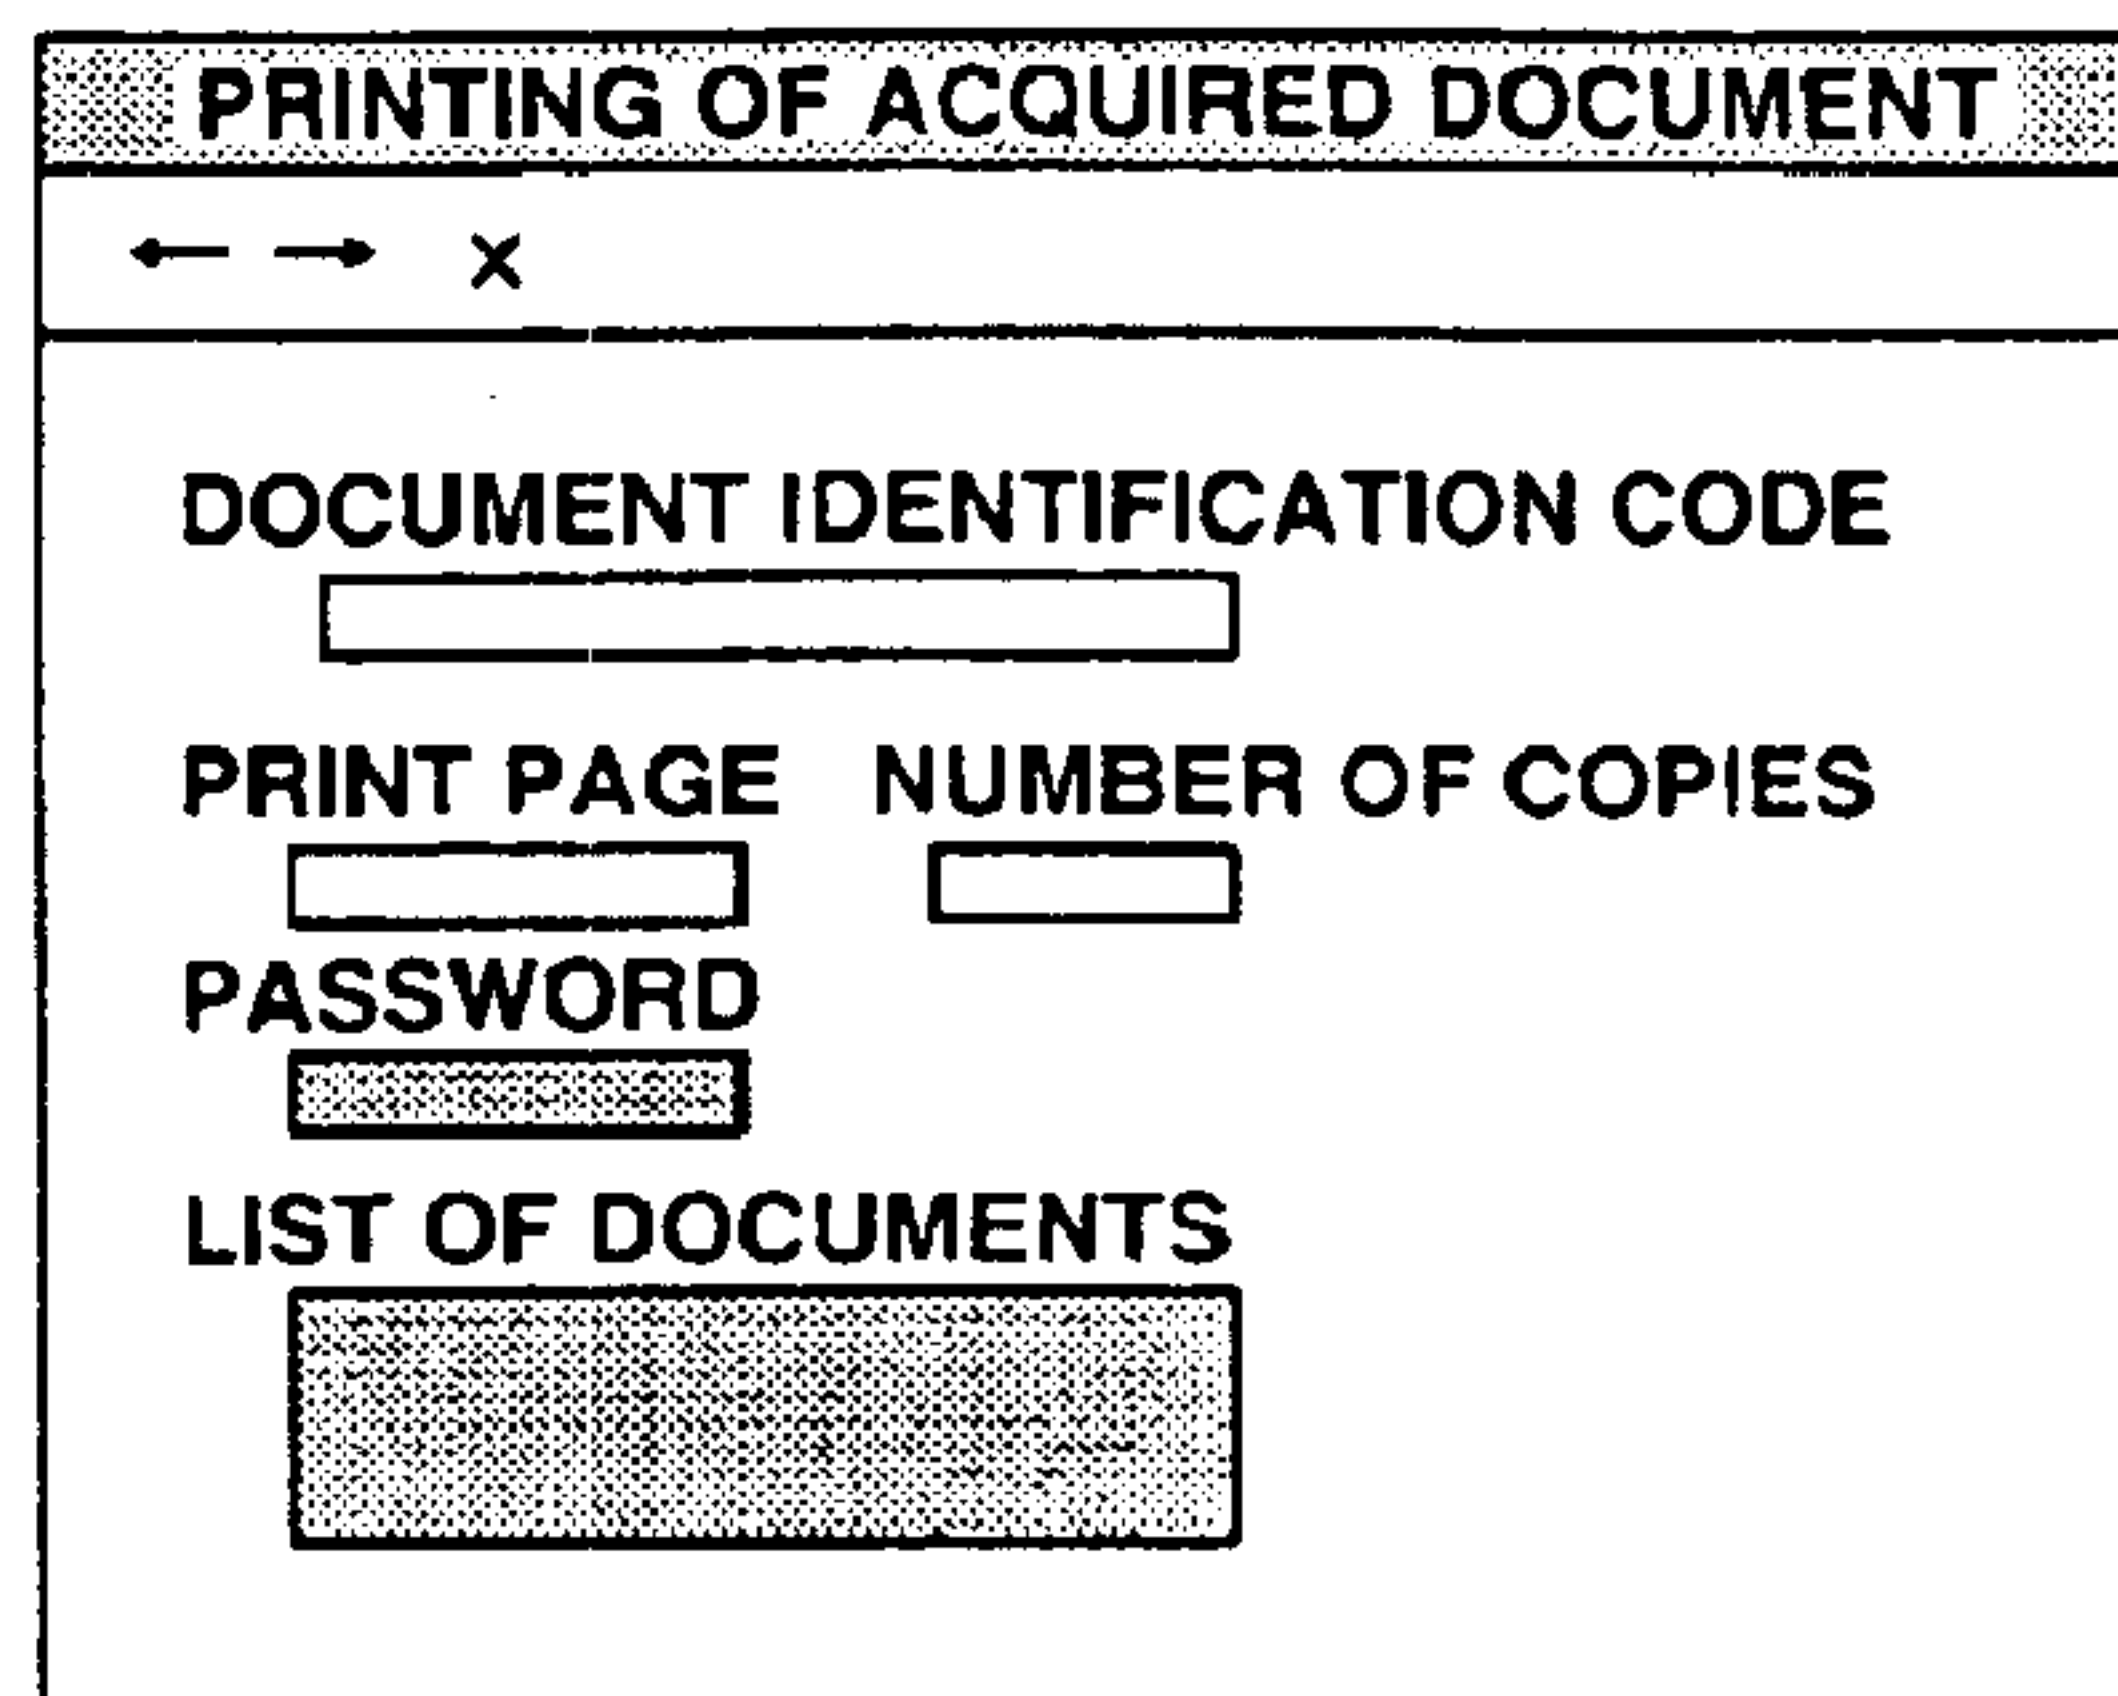 PRINTING OF ACQUIRED DOCUMENT
DOCUMENT IDENTIFICATION CODE
PRINT PAGE NUMBER OF COPIES
PASSWORD
LIST OF DOCUMENTS